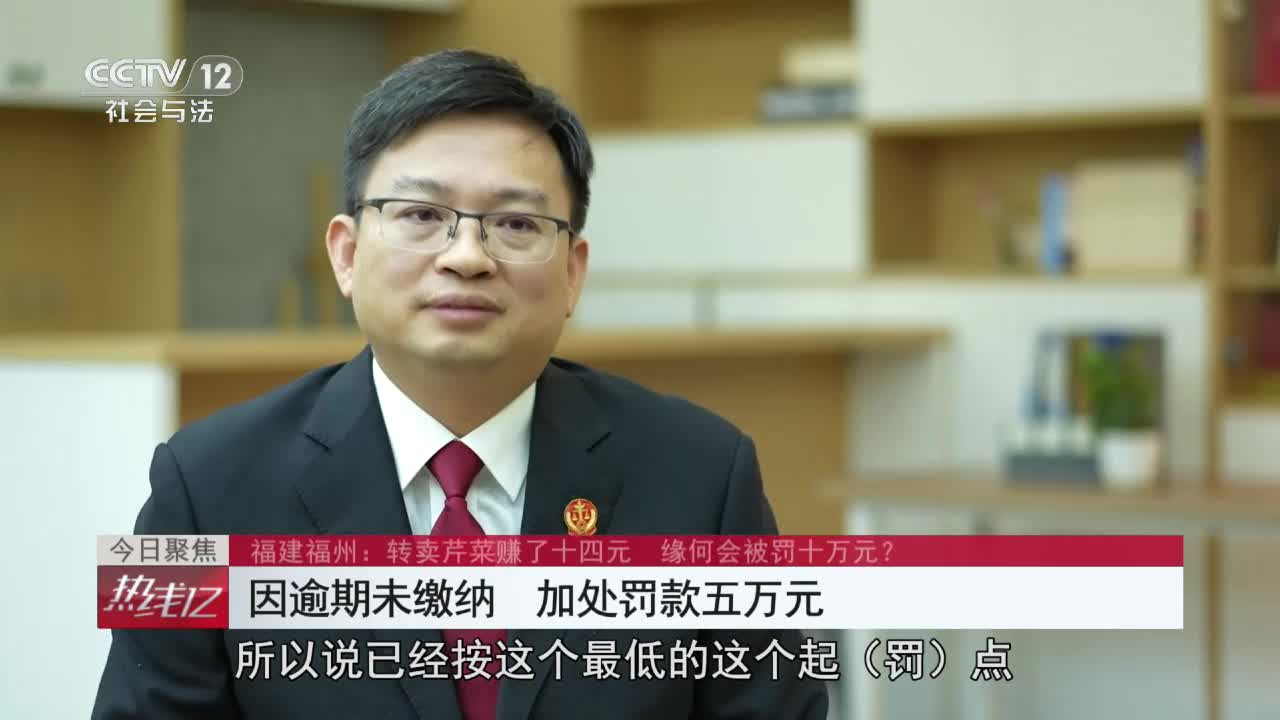 CCTV 12
社会与法
今日聚焦
福建福州：转卖芹菜赚了十四元 缘何会被罚十万元？
热线12
因逾期未缴纳 加处罚款五万元
所以说已经按这个最低的这个起（罚）点